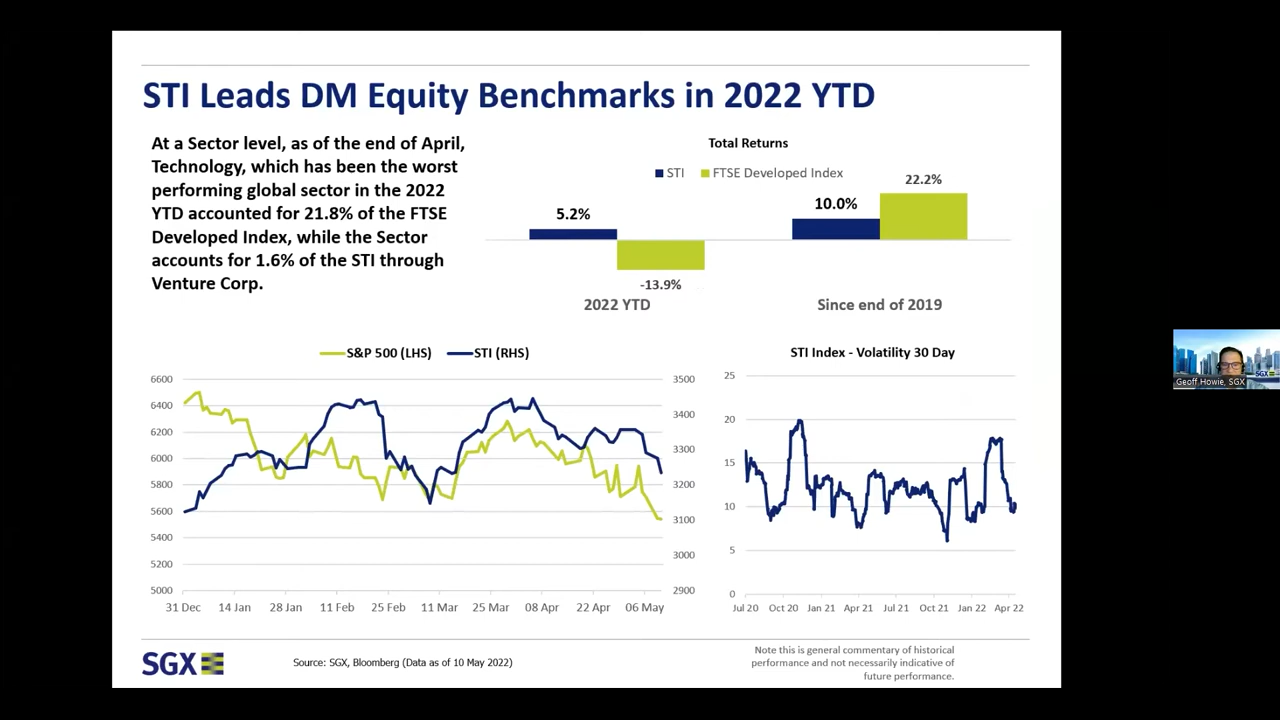 STI Leads DM Equity Benchmarks in 2022 YTD
At a Sector level, as of the end of April,
Technology, which has been the worst
performing global sector in the 2022
YTD accounted for 21.8% of the FTSE
Developed Index, while the Sector
accounts for 1.6% of the STI through
Venture Corp.
Total Returns
STI FTSE Developed Index
22.2%
10.0%
5.2%
-13.9%
2022 YTD Since end of 2019
S&P 500 (LHS) STI (RHS)
6600
6400
6200
6000
5800
5600
5400
5200
5000
3500
3400
3300
3200
3100
3000
2900
31 Dec 14 Jan 28 Jan 11 Feb 25 Feb 11 Mar 25 Mar 08 Apr 22 Apr 06 May
STI Index - Volatility 30 Day
25
20
15
10
5
0
Jul 20 Oct 20 Jan 21 Apr 21 Jul 21 Oct 21 Jan 22 Apr 22
Geoff Howie, SGX
SGX
SGX
Source: SGX, Bloomberg (Data as of 10 May 2022)
Note this is general commentary of historical
performance and not necessarily indicative of
future performance.